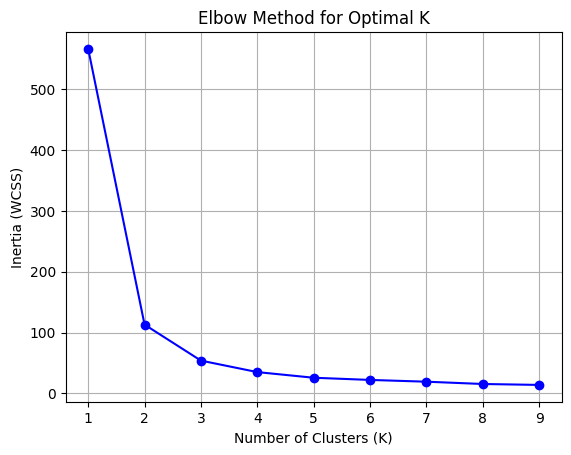 Elbow Method for Optimal K
500
400
300
200
100
0
Inertia (WCSS)
1 2 3 4 5 6 7 8 9
Number of Clusters (K)